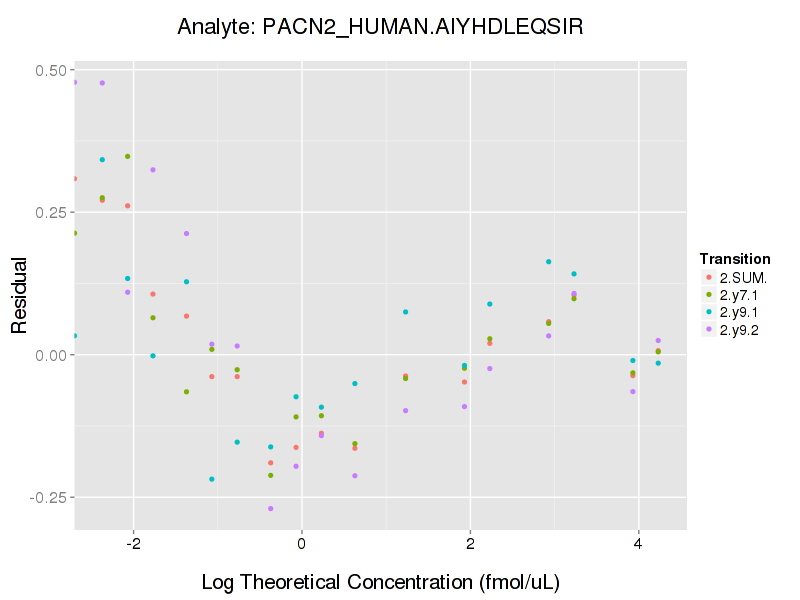 Analyte: PACN2_HUMAN.AIYHDLEQSIR
0.50
0.25
0.00
-0.25
Residual
-2 0 2 4
Log Theoretical Concentration (fmol/uL)
Transition
2.SUM.
2.y7.1
2.y9.1
2.y9.2